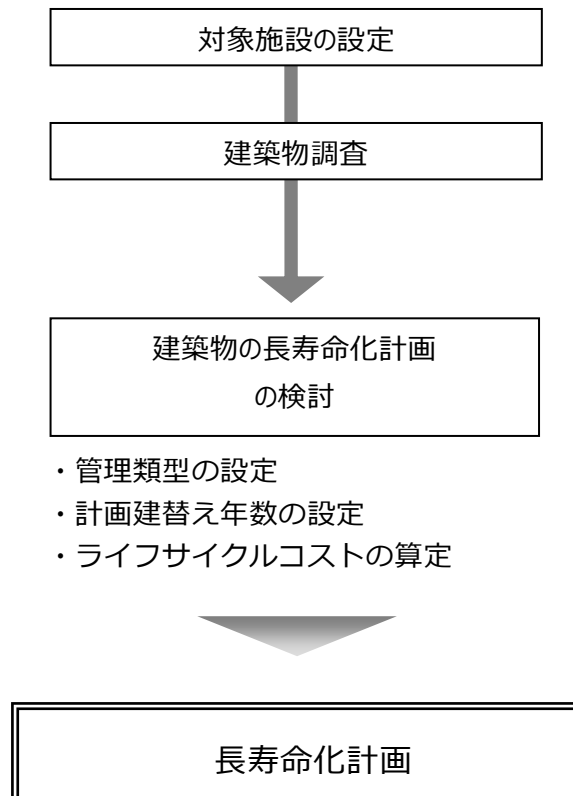 対象施設の設定
建築物調査
建築物の長寿命化計画
の検討
・管理類型の設定
・計画建替え年数の設定
・ライフサイクルコストの算定
長寿命化計画